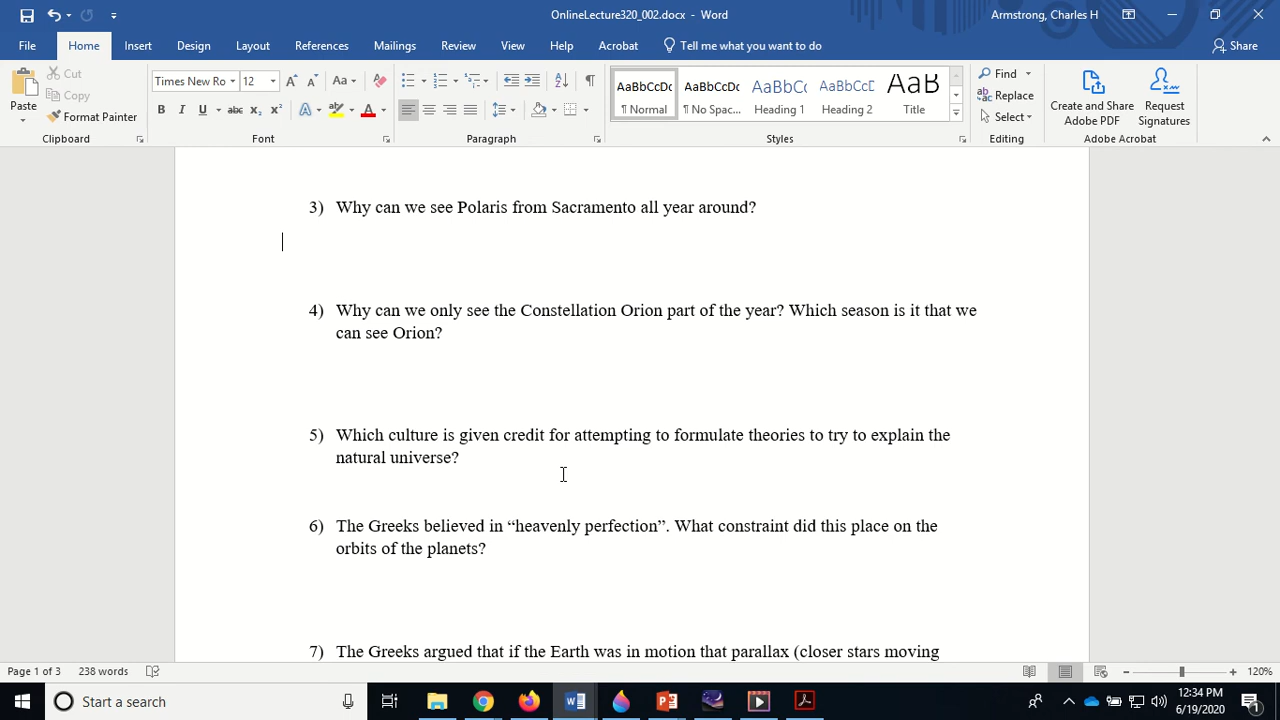 OnlineLecture320_002.docx - Word
Armstrong, Charles H
File Home Insert Design Layout References Mailings Review View Help Acrobat Tell me what you want to do Share
Paste Cut Copy Format Painter
Times New Ro 12
AaBbCcDc AaBbCcDc AaBbCc AaBbCcD AaB
¶ Normal ¶ No Spac... Heading 1 Heading 2 Title
Find Replace Select
Create and Share Adobe PDF
Request Signatures
Clipboard Font Paragraph Styles Editing Adobe Acrobat
3) Why can we see Polaris from Sacramento all year around?
4) Why can we only see the Constellation Orion part of the year? Which season is it that we
can see Orion?
5) Which culture is given credit for attempting to formulate theories to try to explain the
natural universe?
6) The Greeks believed in “heavenly perfection”. What constraint did this place on the
orbits of the planets?
7) The Greeks argued that if the Earth was in motion that parallax (closer stars moving
Page 1 of 3 238 words 120%
Start a search
12:34 PM
6/19/2020